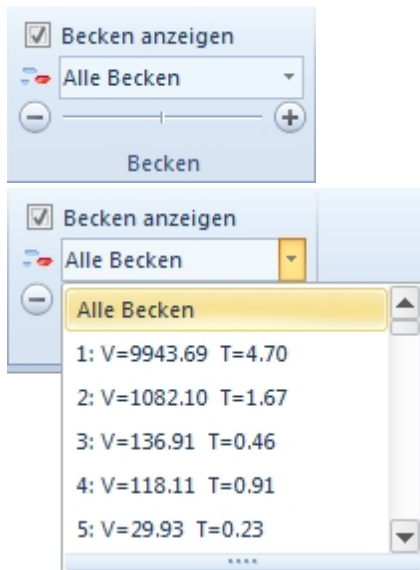 Becken anzeigen
Alle Becken
Becken
Becken anzeigen
Alle Becken
Alle Becken
1: V=9943.69 T=4.70
2: V=1082.10 T=1.67
3: V=136.91 T=0.46
4: V=118.11 T=0.91
5: V=29.93 T=0.23